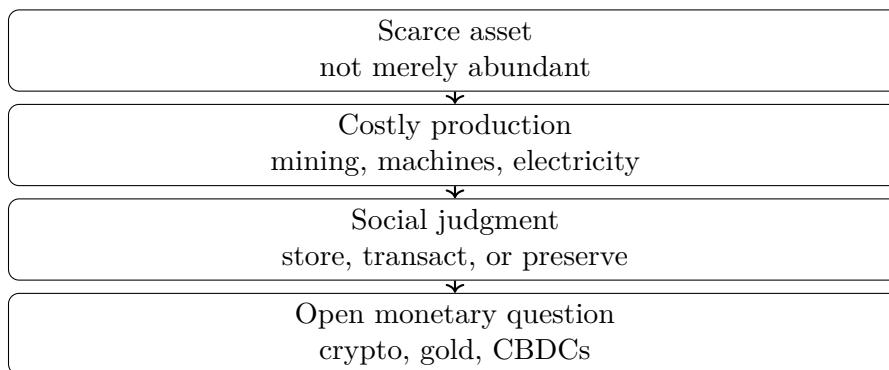 Scarce asset
not merely abundant
Costly production
mining, machines, electricity
Social judgment
store, transact, or preserve
Open monetary question
crypto, gold, CBDCs